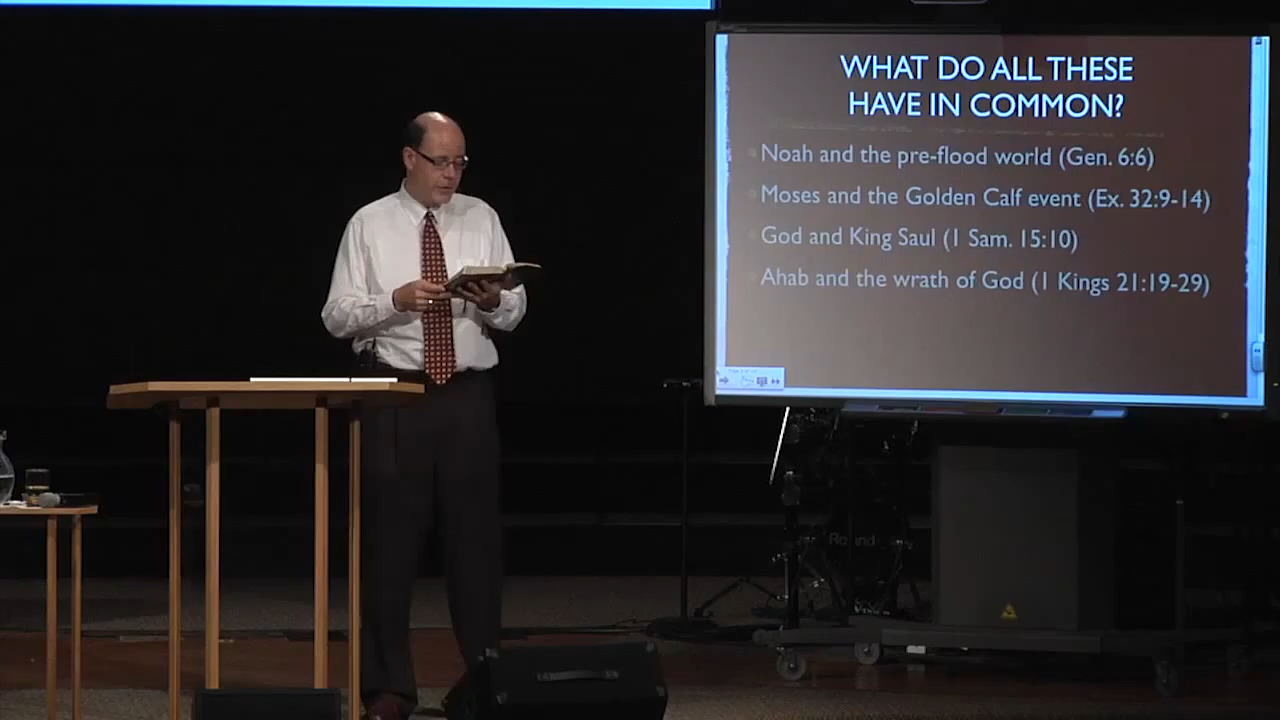 WHAT DO ALL THESE
HAVE IN COMMON?
Noah and the pre-flood world (Gen. 6:6)
Moses and the Golden Calf event (Ex. 32:9-14)
God and King Saul (1 Sam. 15:10)
Ahab and the wrath of God (1 Kings 21:19-29)
Roland